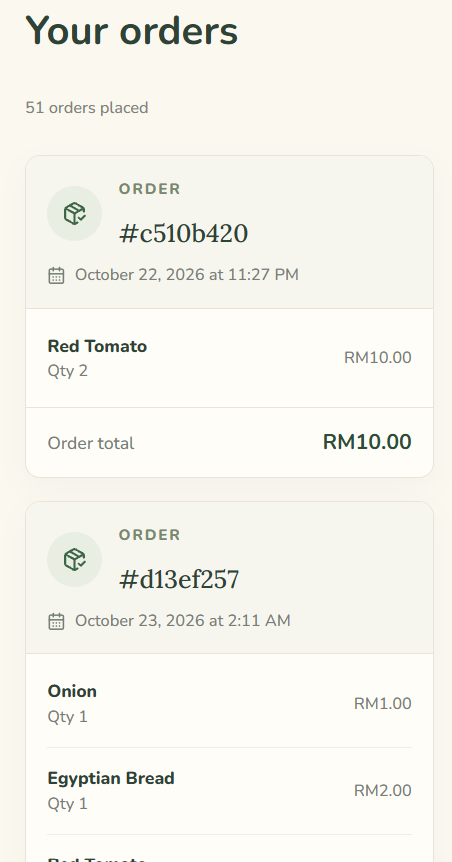 Your orders
51 orders placed
ORDER
#c510b420
October 22, 2026 at 11:27 PM
Red Tomato
RM10.00
Qty 2
Order total
RM10.00
ORDER
#d13ef257
October 23, 2026 at 2:11 AM
Onion
RM1.00
Qty 1
Egyptian Bread
RM2.00
Qty 1